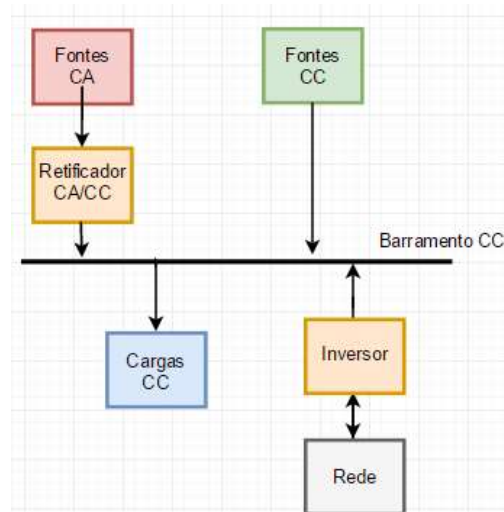 Fontes
CA
Fontes
CC
Retificador
CA/CC
Barramento CC
Cargas
CC
Inversor
Rede